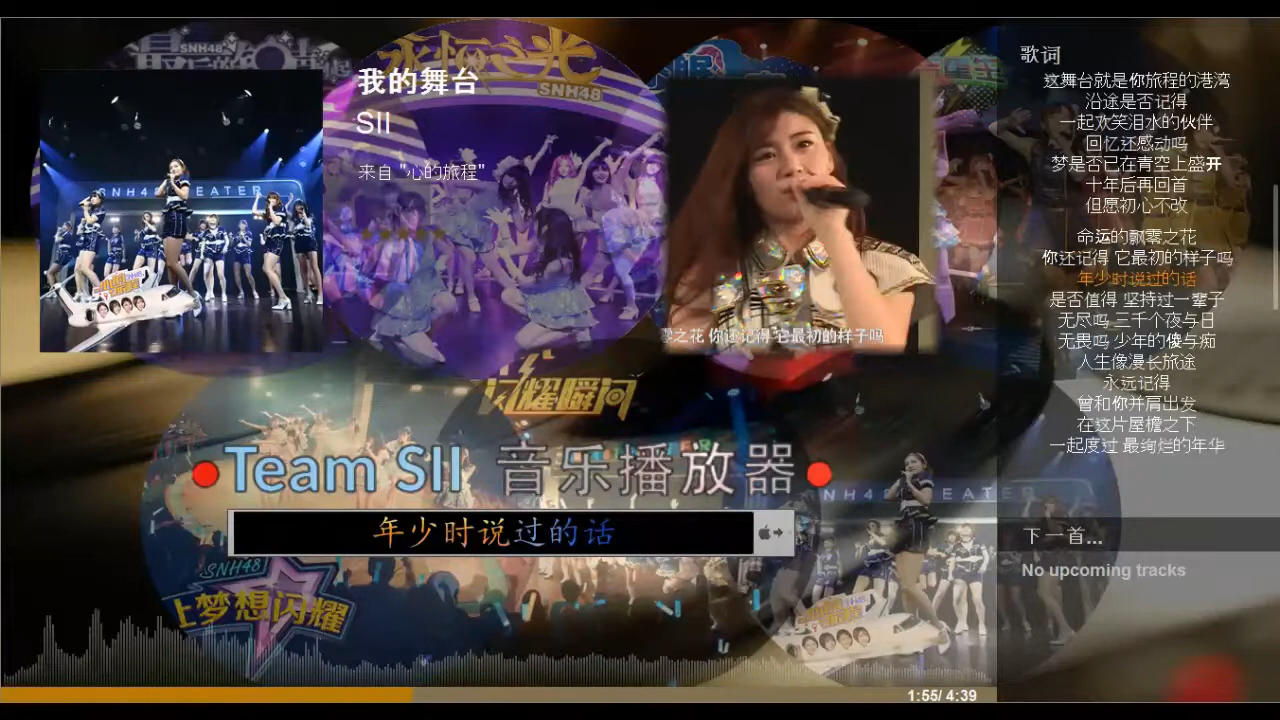 SNH48
永恒之光
SNH48
我的舞台
SII
来自 "心的旅程"
之花 你还记得 它最初的样子吗
闪耀瞬间
Team SII 音乐播放器
年少时说过的话
SNH48
上梦想闪耀
歌词
这舞台就是你旅程的港湾
沿途是否记得
一起欢笑泪水的伙伴
回忆还感动吗
梦是否已在青空上盛开
十年后再回首
但愿初心不改
命运的飘零之花
你还记得 它最初的样子吗
年少时说过的话
是否值得 坚持过一辈子
无尽吗 三千个夜与日
无畏吗 少年的傻与痴
人生像漫长旅途
永远记得
曾和你并肩出发
在这片屋檐之下
一起度过 最绚烂的年华
下一首...
No upcoming tracks
1:55/ 4:39